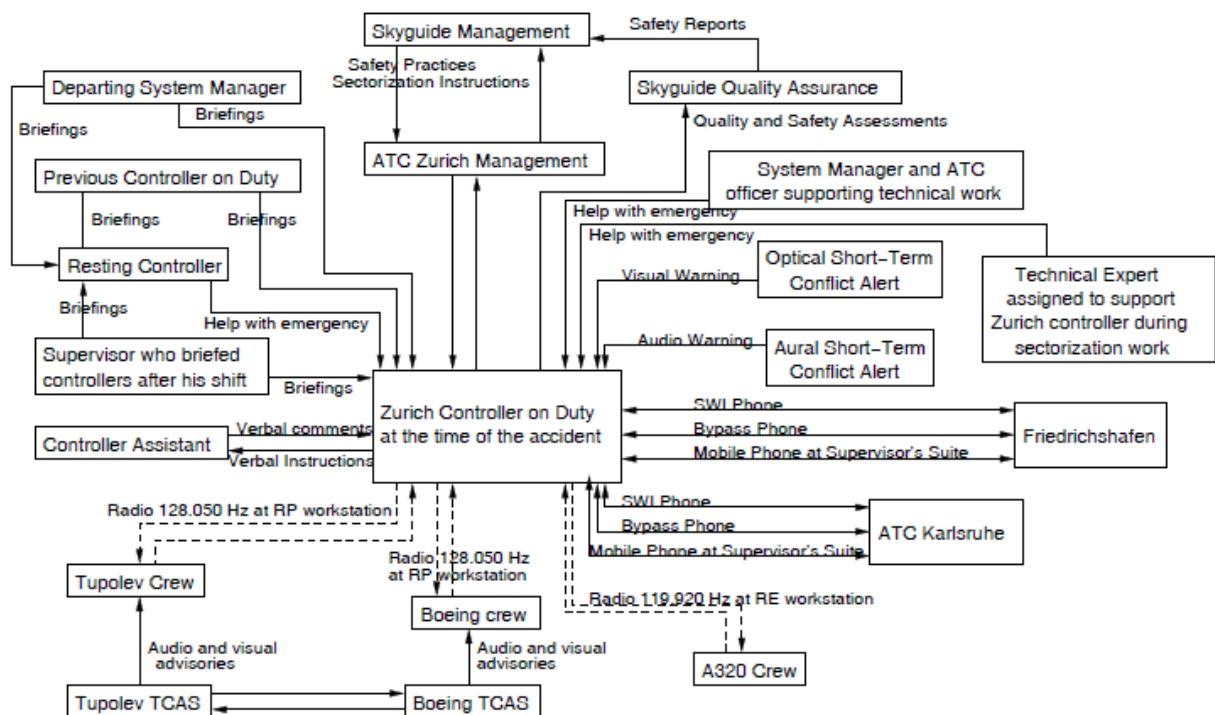 Skyguide Management
Safety Reports
Safety Practices
Sectorization Instructions
Departing System Manager
Skyguide Quality Assurance
Briefings
Briefings
Quality and Safety Assessments
ATC Zurich Management
System Manager and ATC
officer supporting technical work
Previous Controller on Duty
Briefings
Briefings
Help with emergency
Help with emergency
Resting Controller
Visual Warning
Optical Short-Term
Conflict Alert
Technical Expert
assigned to support
Zurich controller during
sectorization work
Briefings
Help with emergency
Audio Warning
Aural Short-Term
Conflict Alert
Supervisor who briefed
controllers after his shift
Briefings
Zurich Controller on Duty
at the time of the accident
SWI Phone
Bypass Phone
Mobile Phone at Supervisor's Suite
Friedrichshafen
Controller Assistant
Verbal comments
Verbal Instructions
Radio 128.050 Hz at RP workstation
SWI Phone
Bypass Phone
Mobile Phone at Supervisor's Suite
ATC Karlsruhe
Radio 128.050 Hz
at RP workstation
Tupolev Crew
Boeing crew
Radio 119.920 Hz at RE workstation
Audio and visual
advisories
Audio and visual
advisories
A320 Crew
Tupolev TCAS
Boeing TCAS